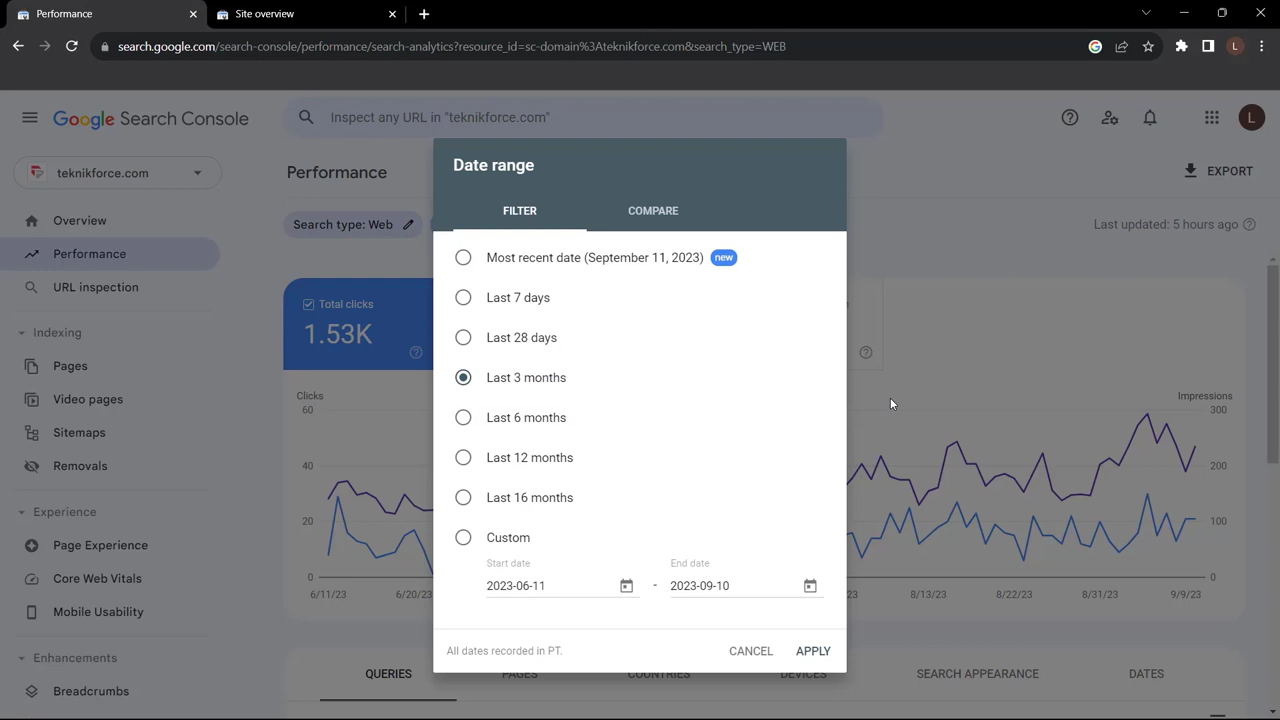 Performance
Site overview
search.google.com/search-console/performance/search-analytics?resource_id=sc-domain%3Ateknikforce.com&search_type=WEB
L
Google Search Console
Inspect any URL in "teknikforce.com"
L
teknikforce.com
Performance
EXPORT
Search type: Web
Last updated: 5 hours ago
Overview
Performance
URL inspection
Indexing
Pages
Video pages
Sitemaps
Removals
Experience
Page Experience
Core Web Vitals
Mobile Usability
Enhancements
Breadcrumbs
Total clicks
1.53K
Date range
FILTER
COMPARE
Most recent date (September 11, 2023) new
Last 7 days
Last 28 days
Last 3 months
Last 6 months
Last 12 months
Last 16 months
Custom
Start date
End date
2023-06-11
-
2023-09-10
All dates recorded in PT.
CANCEL
APPLY
Clicks
60
40
20
0
Impressions
300
200
100
0
6/11/23
6/20/23
8/13/23
8/22/23
8/31/23
9/9/23
QUERIES
PAGES
COUNTRIES
DEVICES
SEARCH APPEARANCE
DATES